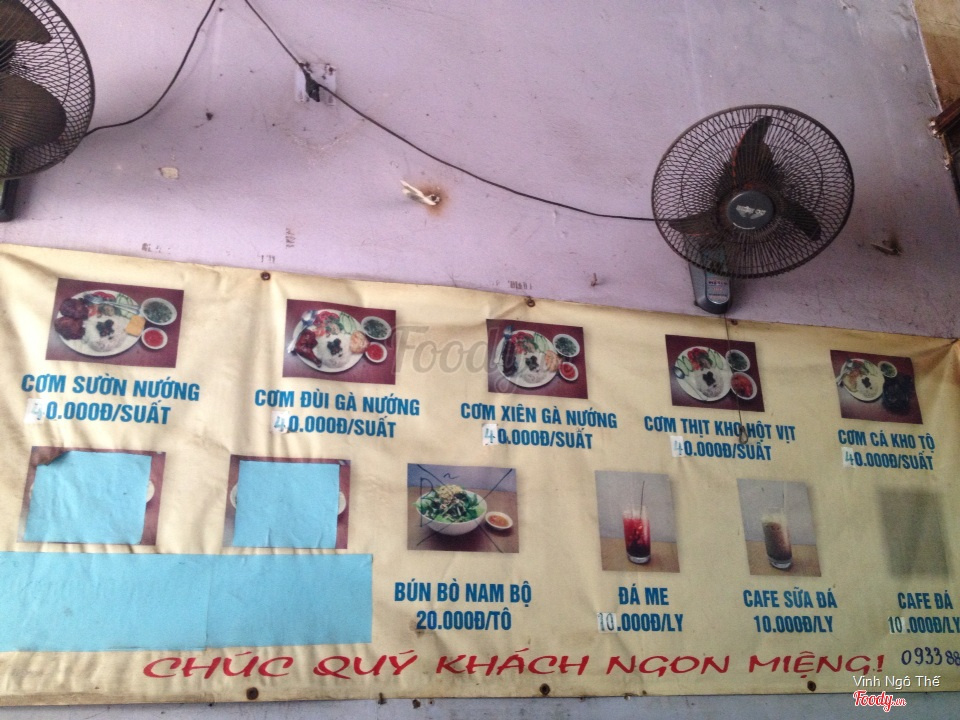 CƠM SƯỜN NƯỚNG
40.000Đ/SUẤT
CƠM ĐÙI GÀ NƯỚNG
40.000Đ/SUẤT
CƠM XIÊN GÀ NƯỚNG
40.000Đ/SUẤT
CƠM THỊT KHO HỘT VỊT
40.000Đ/SUẤT
CƠM CÁ KHO TỘ
40.000Đ/SUẤT
BÚN BÒ NAM BỘ
20.000Đ/TÔ
ĐÁ ME
10.000Đ/LY
CAFE SỮA ĐÁ
10.000Đ/LY
CAFE ĐÁ
10.000Đ/LY
CHÚC QUÝ KHÁCH NGON MIỆNG!
0933 88
Foody
Vinh Ngô Thế
Foody.vn